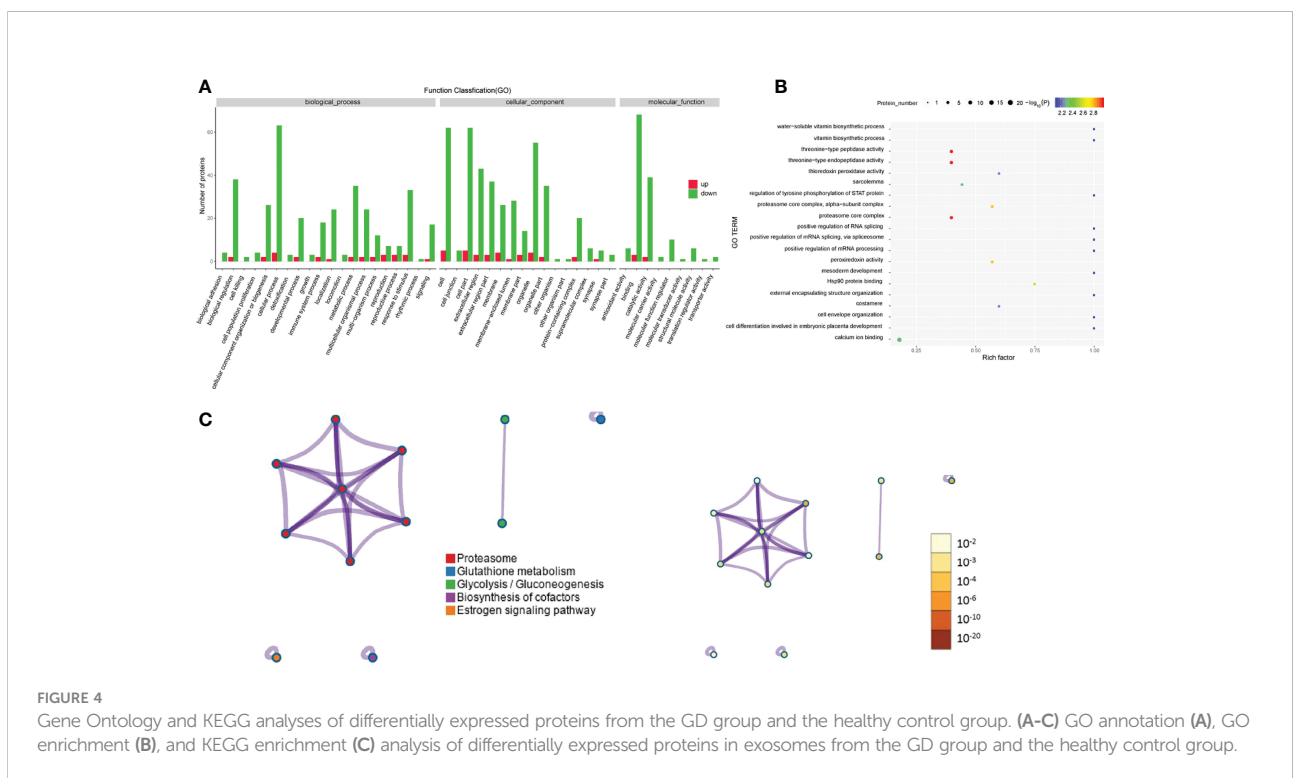 A
Function Classfication(GO)
biological_process
cellular_component
molecular_function
Number of proteins
60
40
20
0
up
down
biological adhesion
biological regulation
cell killing
cell population proliferation
cellular component organization or biogenesis
cellular process
detoxification
developmental process
growth
immune system process
localization
locomotion
metabolic process
multicellular organismal process
multi-organism process
reproduction
reproductive process
response to stimulus
rhythmic process
signaling
cell
cell junction
cell part
extracellular region
extracellular region part
membrane
membrane-enclosed lumen
membrane part
organelle
organelle part
other organism
other organism part
protein-containing complex
supramolecular complex
synapse
synapse part
antioxidant activity
binding
catalytic activity
molecular carrier activity
molecular function regulator
molecular transducer activity
structural molecule activity
translation regulator activity
transporter activity
B
Protein_number 1 5 10 15 20 -log10(P)
2.2 2.4 2.6 2.8
GO TERM
water-soluble vitamin biosynthetic process
vitamin biosynthetic process
threonine-type peptidase activity
threonine-type endopeptidase activity
thioredoxin peroxidase activity
sarcolemma
regulation of tyrosine phosphorylation of STAT protein
proteasome core complex, alpha-subunit complex
proteasome core complex
positive regulation of RNA splicing
positive regulation of mRNA splicing, via spliceosome
positive regulation of mRNA processing
peroxiredoxin activity
mesoderm development
Hsp90 protein binding
external encapsulating structure organization
costamere
cell envelope organization
cell differentiation involved in embryonic placenta development
calcium ion binding
0.25 0.50 0.75 1.00
Rich factor
C
Proteasome
Glutathione metabolism
Glycolysis / Gluconeogenesis
Biosynthesis of cofactors
Estrogen signaling pathway
10-2
10-3
10-4
10-6
10-10
10-20
FIGURE 4
Gene Ontology and KEGG analyses of differentially expressed proteins from the GD group and the healthy control group. (A-C) GO annotation (A), GO
enrichment (B), and KEGG enrichment (C) analysis of differentially expressed proteins in exosomes from the GD group and the healthy control group.